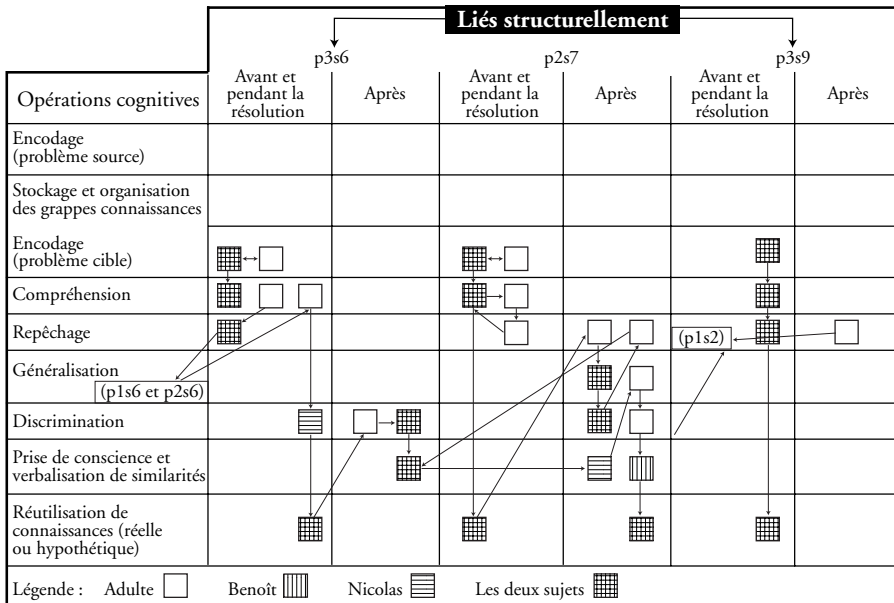 Liés structurellement
p3s6 p2s7 p3s9
Opérations cognitives
Avant et
pendant la
résolution
Après
Avant et
pendant la
résolution
Après
Avant et
pendant la
résolution
Après
Encodage
(problème source)
Stockage et organisation
des grappes connaissances
Encodage
(problème cible)
Compréhension
Repêchage
(p1s2)
Généralisation
(p1s6 et p2s6)
Discrimination
Prise de conscience et
verbalisation de similarités
Réutilisation de
connaissances (réelle
ou hypothétique)
Légende : Adulte Benoît Nicolas Les deux sujets